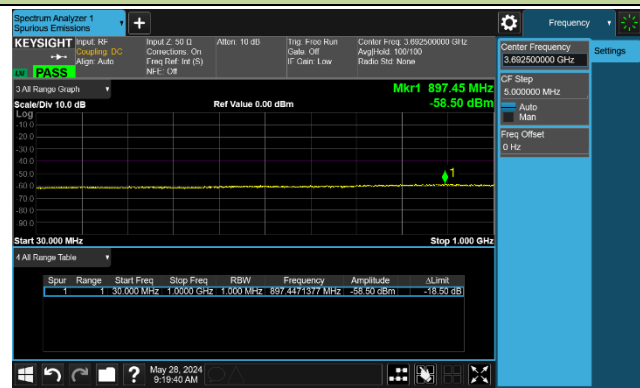 Spectrum Analyzer 1
Spurious Emissions
Frequency
KEYSIGHT Input: RF Input Z: 50 Ω Atten: 10 dB Trig: Free Run Center Freq: 3.692500000 GHz
Coupling: DC Corrections: On Gate: Off Avg|Hold: 100/100
Align: Auto Freq Ref: Int (S) IF Gain: Low Radio Std: None
NFE: Off
PASS
Center Frequency
3.692500000 GHz
Settings
CF Step
5.000000 MHz
Auto
Man
Freq Offset
0 Hz
3 All Range Graph
Mkr1 897.45 MHz
Scale/Div 10.0 dB Ref Value 0.00 dBm -58.50 dBm
Log
-10.0
-20.0
-30.0
-40.0
-50.0
-60.0
-70.0
-80.0
-90.0
1
Start 30.000 MHz Stop 1.000 GHz
4 All Range Table
Spur Range Start Freq Stop Freq RBW Frequency Amplitude ΔLimit
1 1 30.000 MHz 1.0000 GHz 1.000 MHz 897.4471377 MHz -58.50 dBm -18.50 dB
?
May 28, 2024
9:19:40 AM